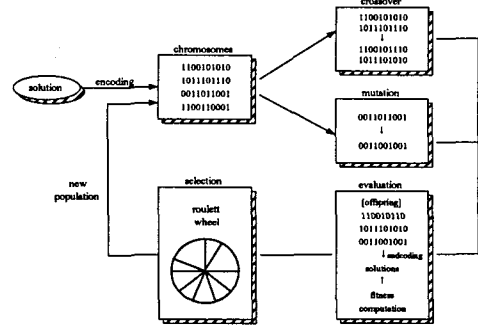 crossover
1100101010
1011101110
↓
1100101110
1011101010
chromosomes
1100101010
1011101110
0011011001
1100110001
solution
encoding
mutation
0011011001
↓
0011001001
new
population
selection
roulett
wheel
evaluation
[offspring]
110010110
1011101010
0011001001
↓ endcoding
solutions
↑
fitness
computation